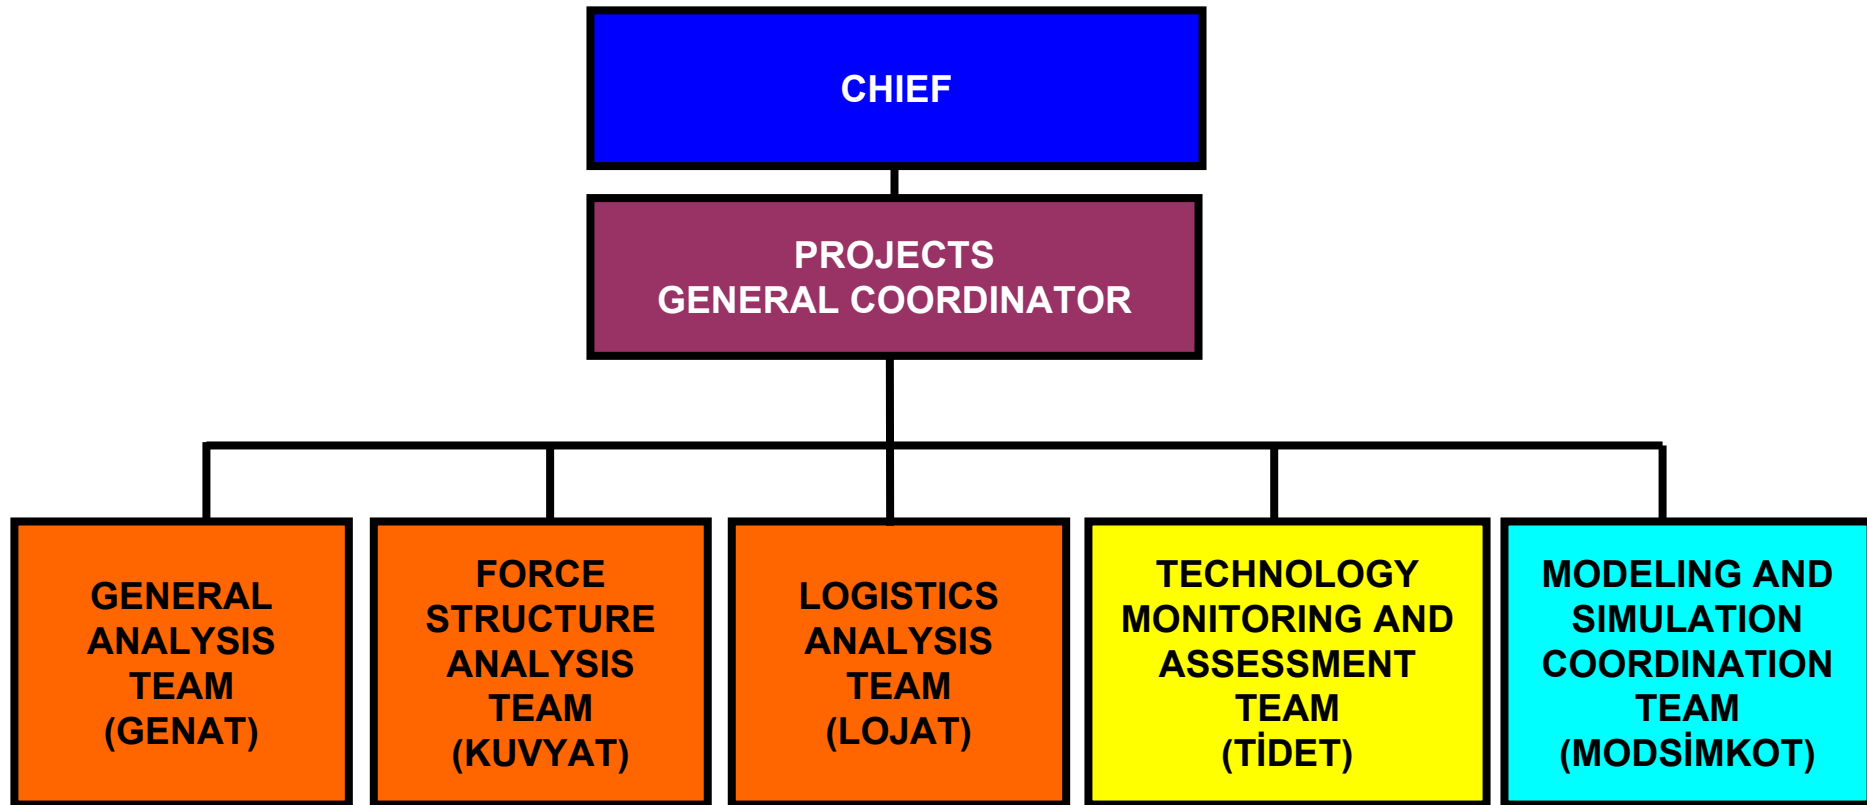 CHIEF
PROJECTS
GENERAL COORDINATOR
GENERAL
ANALYSIS
TEAM
(GENAT)
FORCE
STRUCTURE
ANALYSIS
TEAM
(KUVYAT)
LOGISTICS
ANALYSIS
TEAM
(LOJAT)
TECHNOLOGY
MONITORING AND
ASSESSMENT
TEAM
(TİDET)
MODELING AND
SIMULATION
COORDINATION
TEAM
(MODSİMKOT)